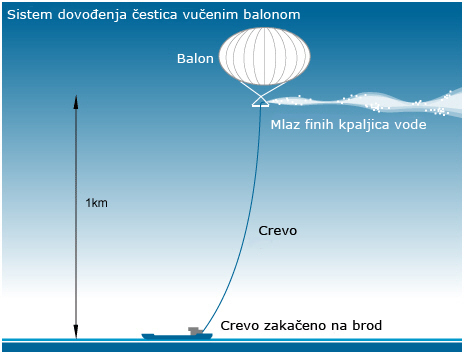 Sistem dovođenja čestica vučenim balonom
Balon
Mlaz finih kpaljica vode
1km
Crevo
Crevo zakačeno na brod